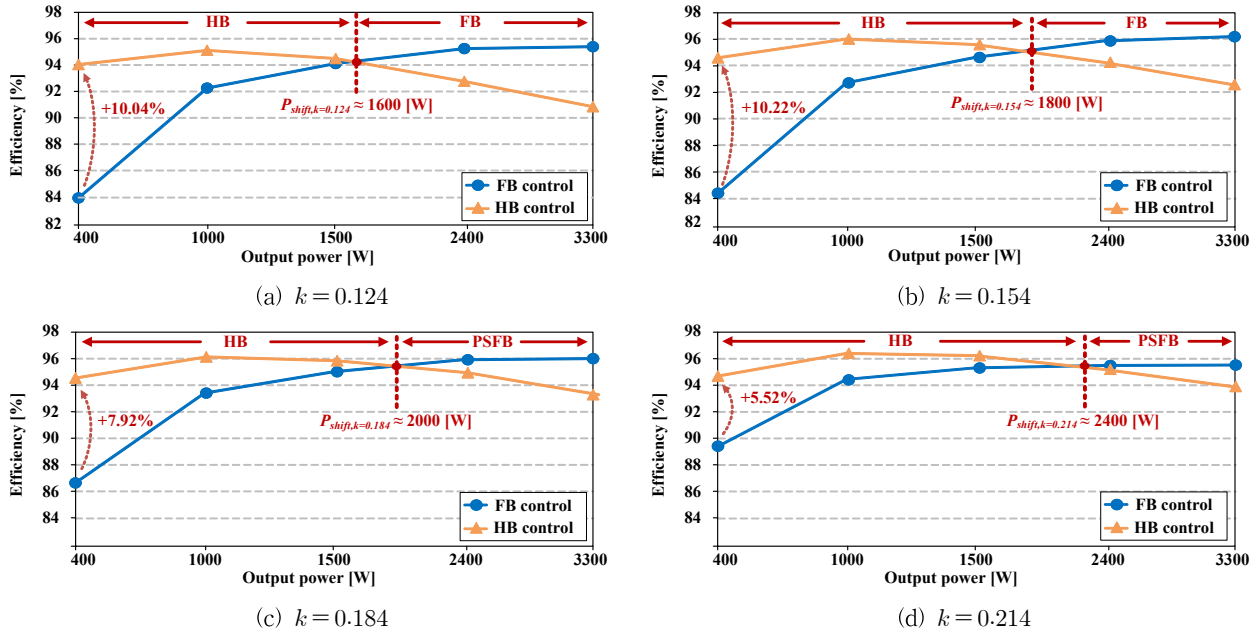 HB FB
98
96
94
92
90
88
86
84
82
Efficiency [%]
+10.04%
P_shift,k=0.124 ≈ 1600 [W]
FB control
HB control
400 1000 1500 2400 3300
Output power [W]
(a) k = 0.124
HB FB
98
96
94
92
90
88
86
84
82
Efficiency [%]
+10.22%
P_shift,k=0.154 ≈ 1800 [W]
FB control
HB control
400 1000 1500 2400 3300
Output power [W]
(b) k = 0.154
HB PSFB
98
96
94
92
90
88
86
84
Efficiency [%]
+7.92%
P_shift,k=0.184 ≈ 2000 [W]
FB control
HB control
400 1000 1500 2400 3300
Output power [W]
(c) k = 0.184
HB PSFB
98
96
94
92
90
88
86
84
Efficiency [%]
+5.52%
P_shift,k=0.214 ≈ 2400 [W]
FB control
HB control
400 1000 1500 2400 3300
Output power [W]
(d) k = 0.214